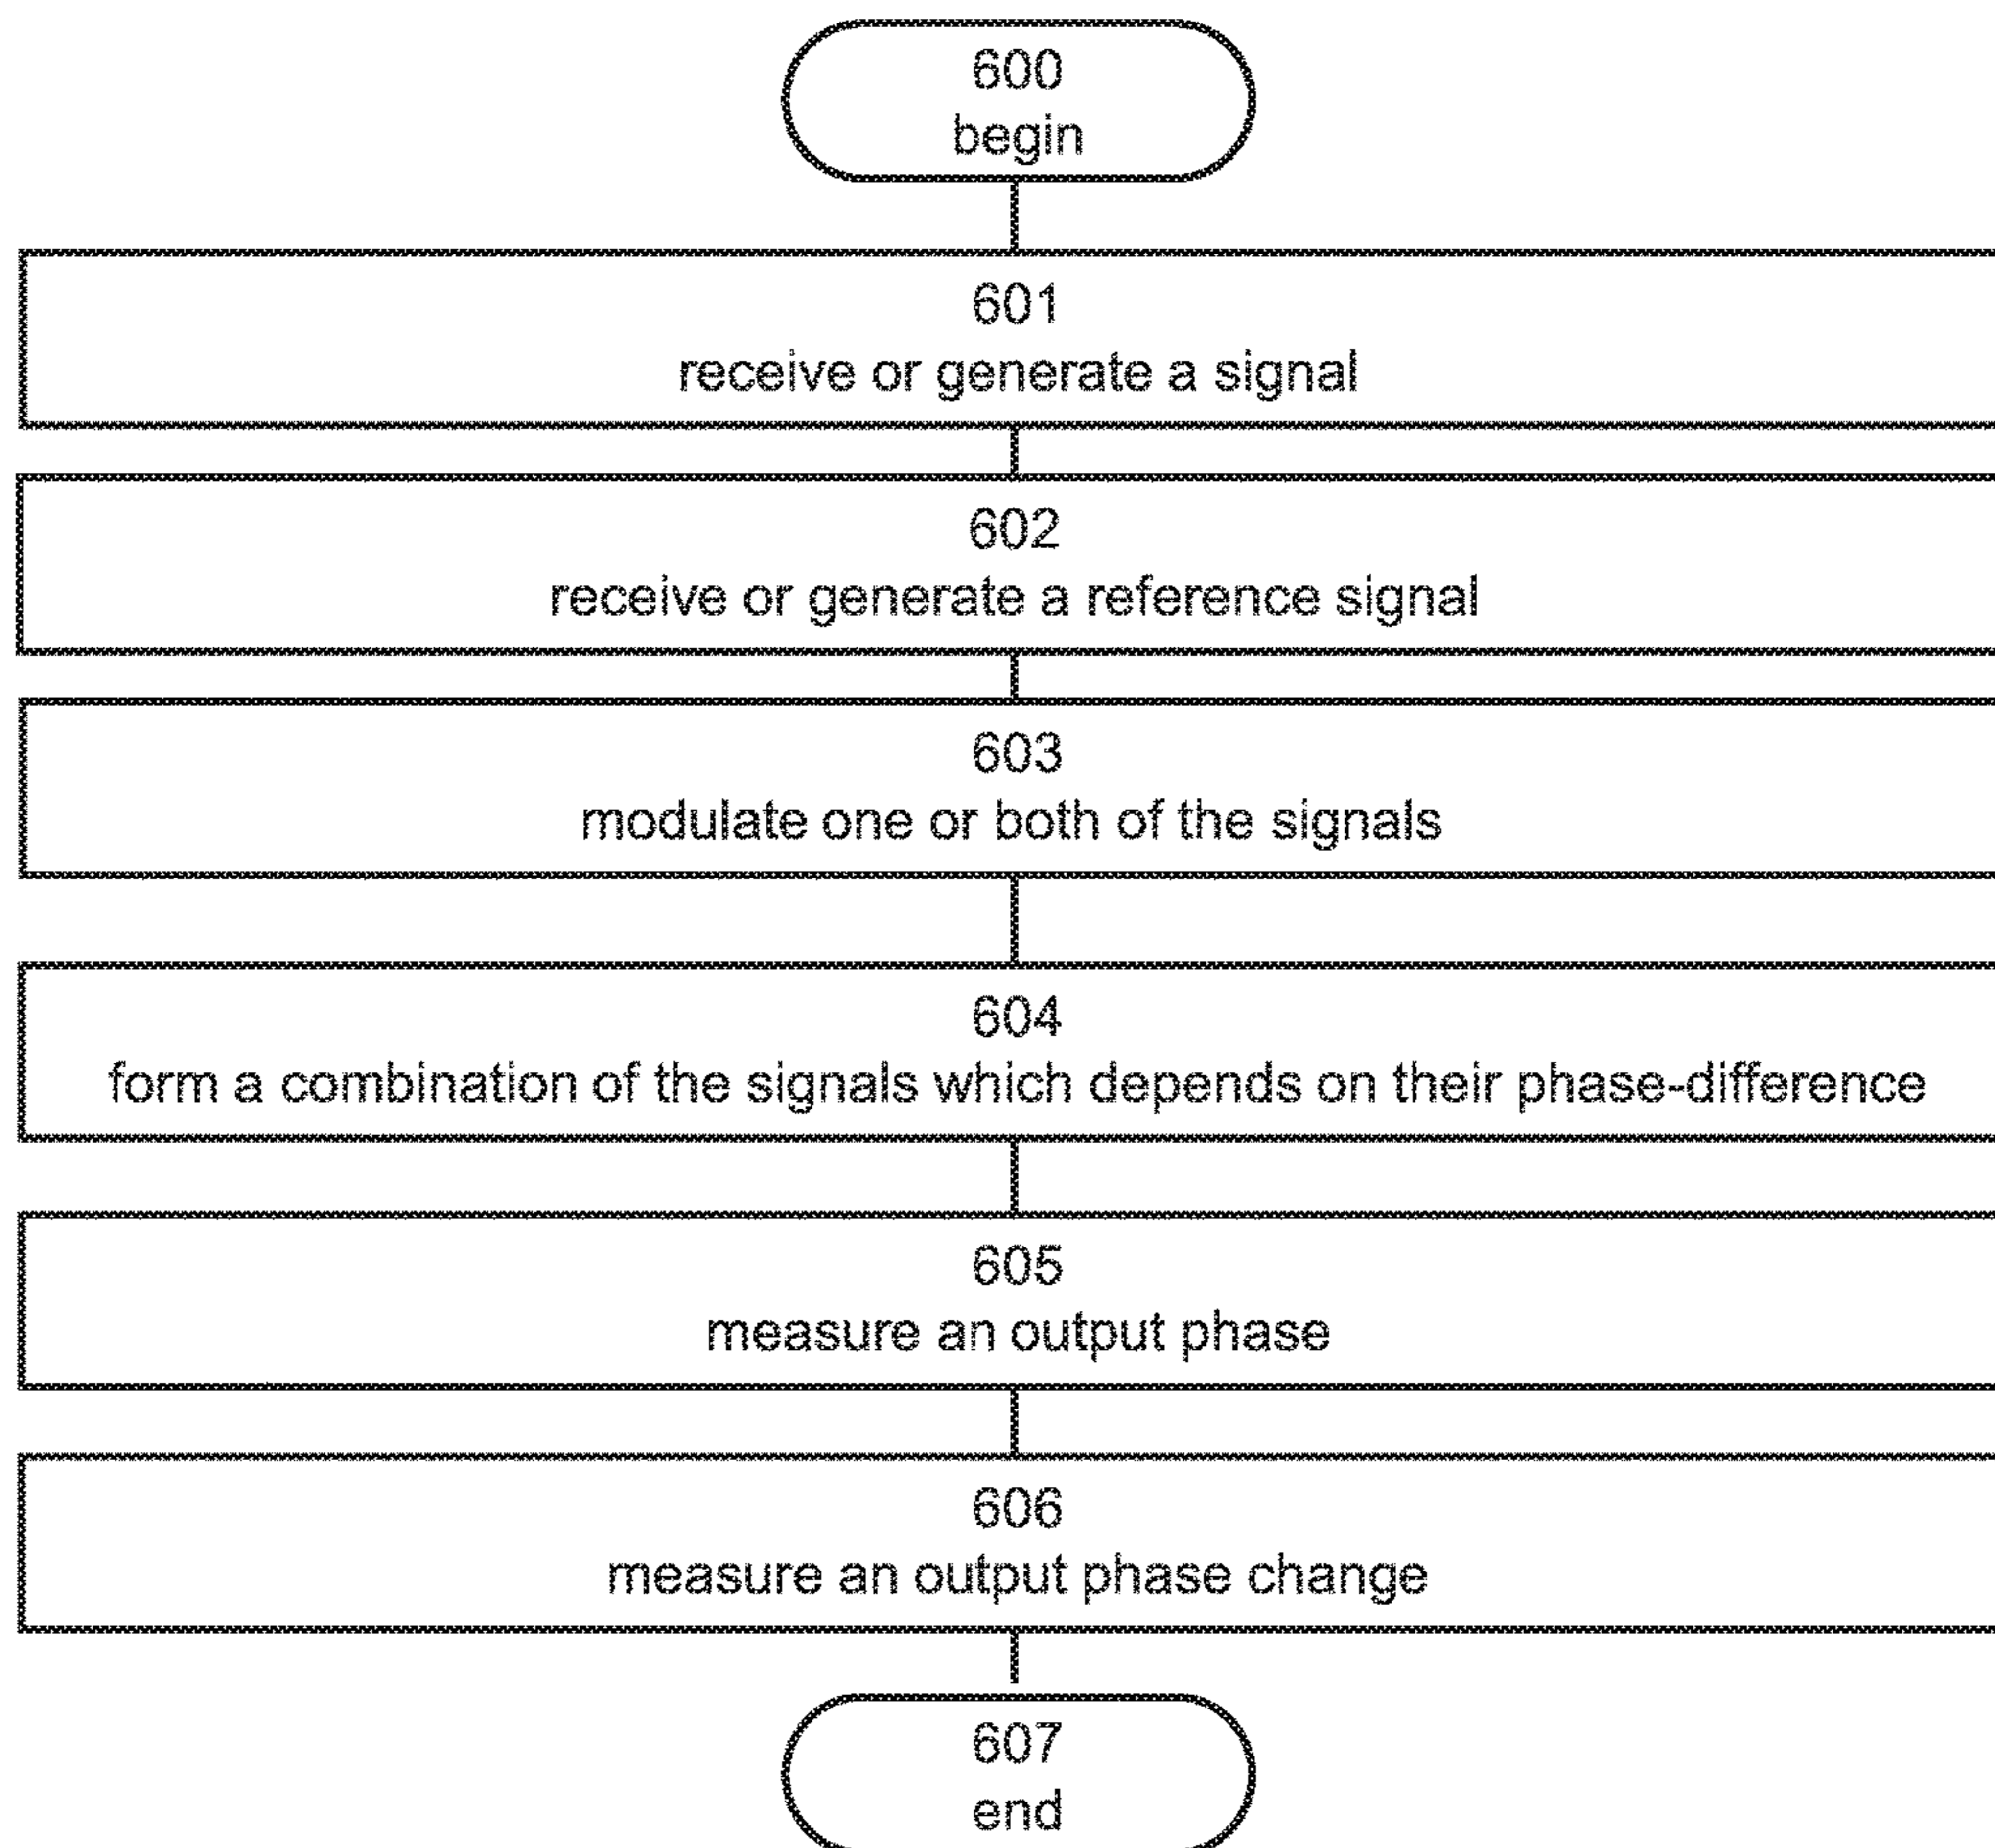 600
begin
601
receive or generate a signal
602
receive or generate a reference signal
603
modulate one or both of the signals
604
form a combination of the signals which depends on their phase-difference
605
measure an output phase
606
measure an output phase change
607
end